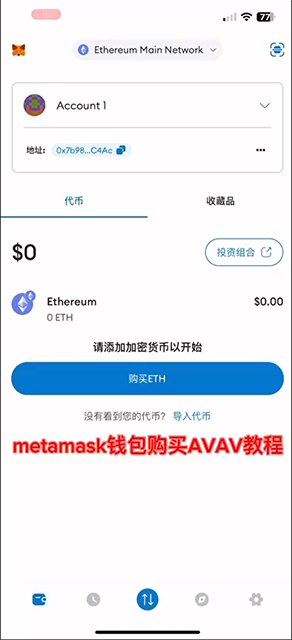 77
Ethereum Main Network
Account 1
地址: 0x7b98...C4Ac
代币 收藏品
$0 投资组合
Ethereum $0.00
0 ETH
请添加加密货币以开始
购买ETH
没有看到您的代币? 导入代币
metamask钱包购买AVAV教程